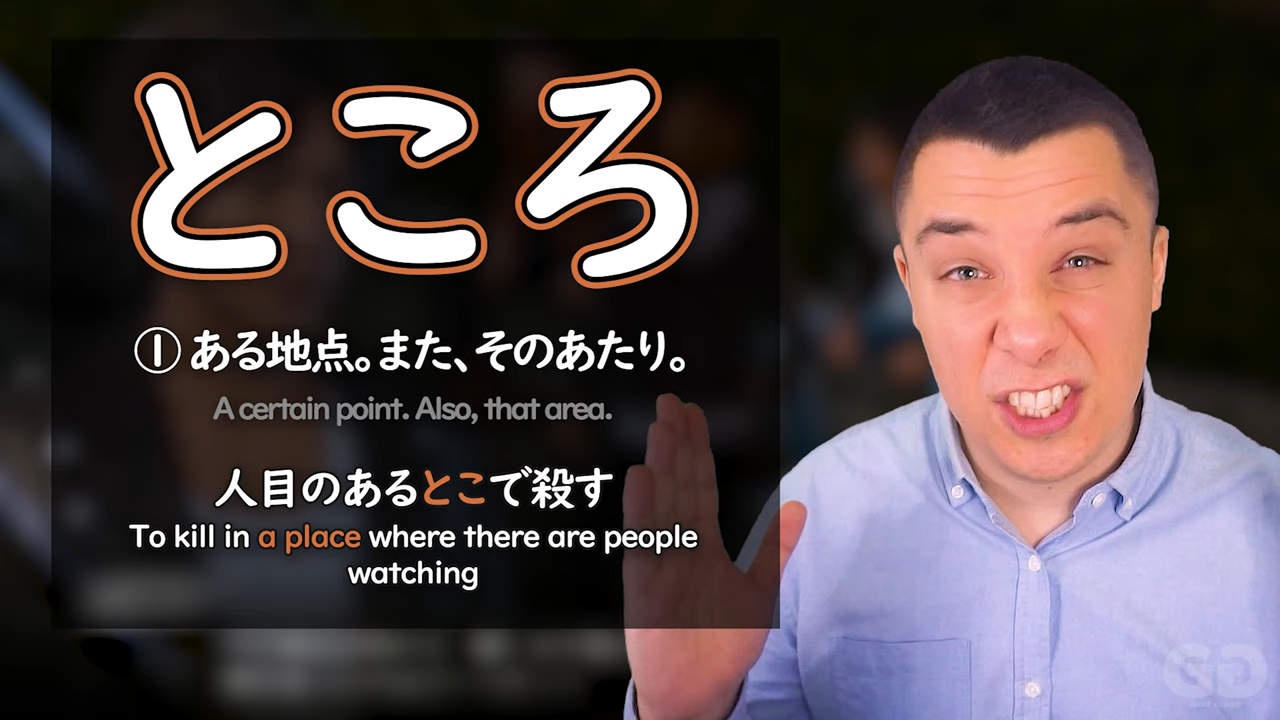 ところ
① ある地点。また、そのあたり。
A certain point. Also, that area.
人目のあるとこで殺す
To kill in a place where there are people
watching
GG